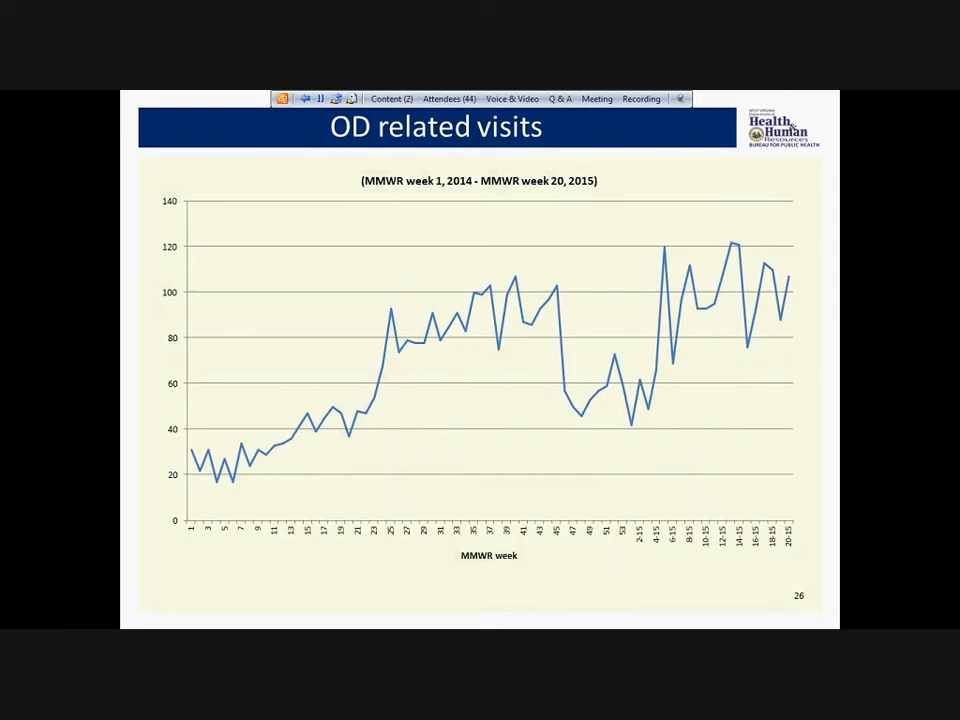 Content (2) Attendees (44) Voice & Video Q & A Meeting Recording
OD related visits
WEST VIRGINIA
Department of
Health &
Human
Resources
BUREAU FOR PUBLIC HEALTH
(MMWR week 1, 2014 - MMWR week 20, 2015)
140
120
100
80
60
40
20
0
1 3 5 7 9 11 13 15 17 19 21 23 25 27 29 31 33 35 37 39 41 43 45 47 49 51 53 2-15 4-15 6-15 8-15 10-15 12-15 14-15 16-15 18-15 20-15
MMWR week
26